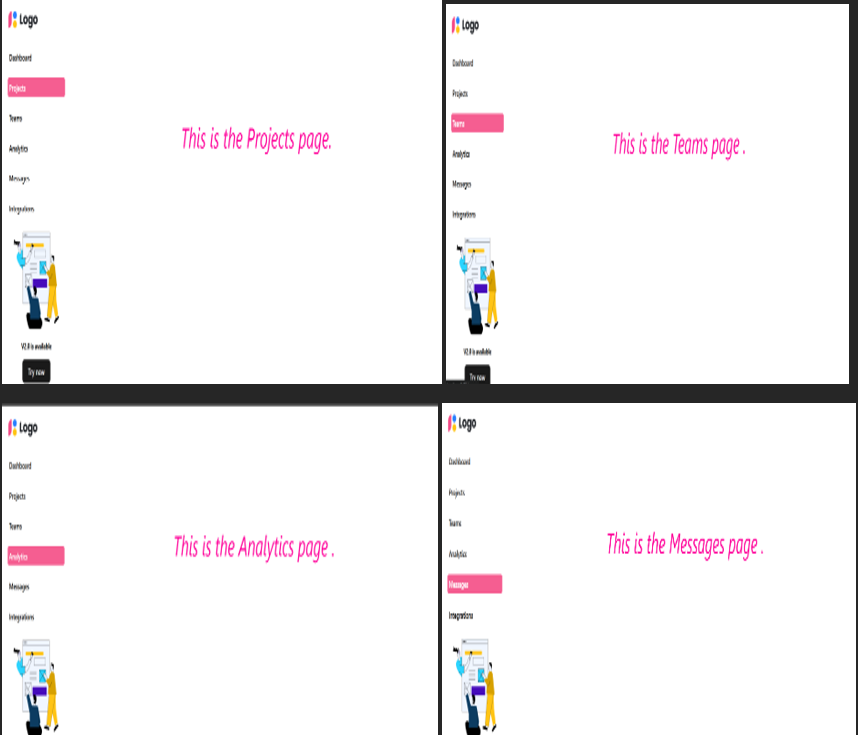 Logo
Dashboard
Projects
Teams
Analytics
Messages
Integrations
V2.0 is available
Try now
This is the Projects page.
Logo
Dashboard
Projects
Teams
Analytics
Messages
Integrations
V2.0 is available
Try now
This is the Teams page .
Logo
Dashboard
Projects
Teams
Analytics
Messages
Integrations
This is the Analytics page .
Logo
Dashboard
Projects
Teams
Analytics
Messages
Integrations
This is the Messages page .